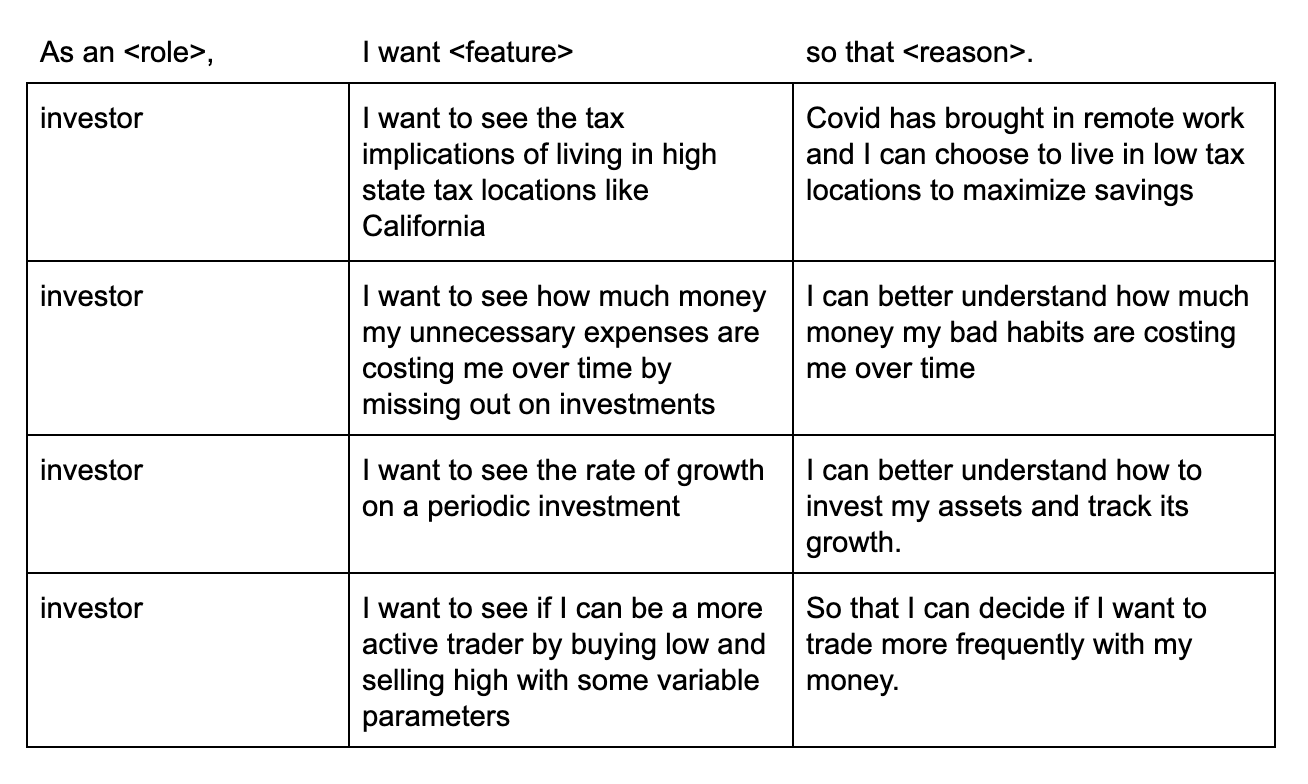 As an <role>, I want <feature> so that <reason>.
investor
I want to see the tax
implications of living in high
state tax locations like
California
Covid has brought in remote work
and I can choose to live in low tax
locations to maximize savings
investor
I want to see how much money
my unnecessary expenses are
costing me over time by
missing out on investments
I can better understand how much
money my bad habits are costing
me over time
investor
I want to see the rate of growth
on a periodic investment
I can better understand how to
invest my assets and track its
growth.
investor
I want to see if I can be a more
active trader by buying low and
selling high with some variable
parameters
So that I can decide if I want to
trade more frequently with my
money.